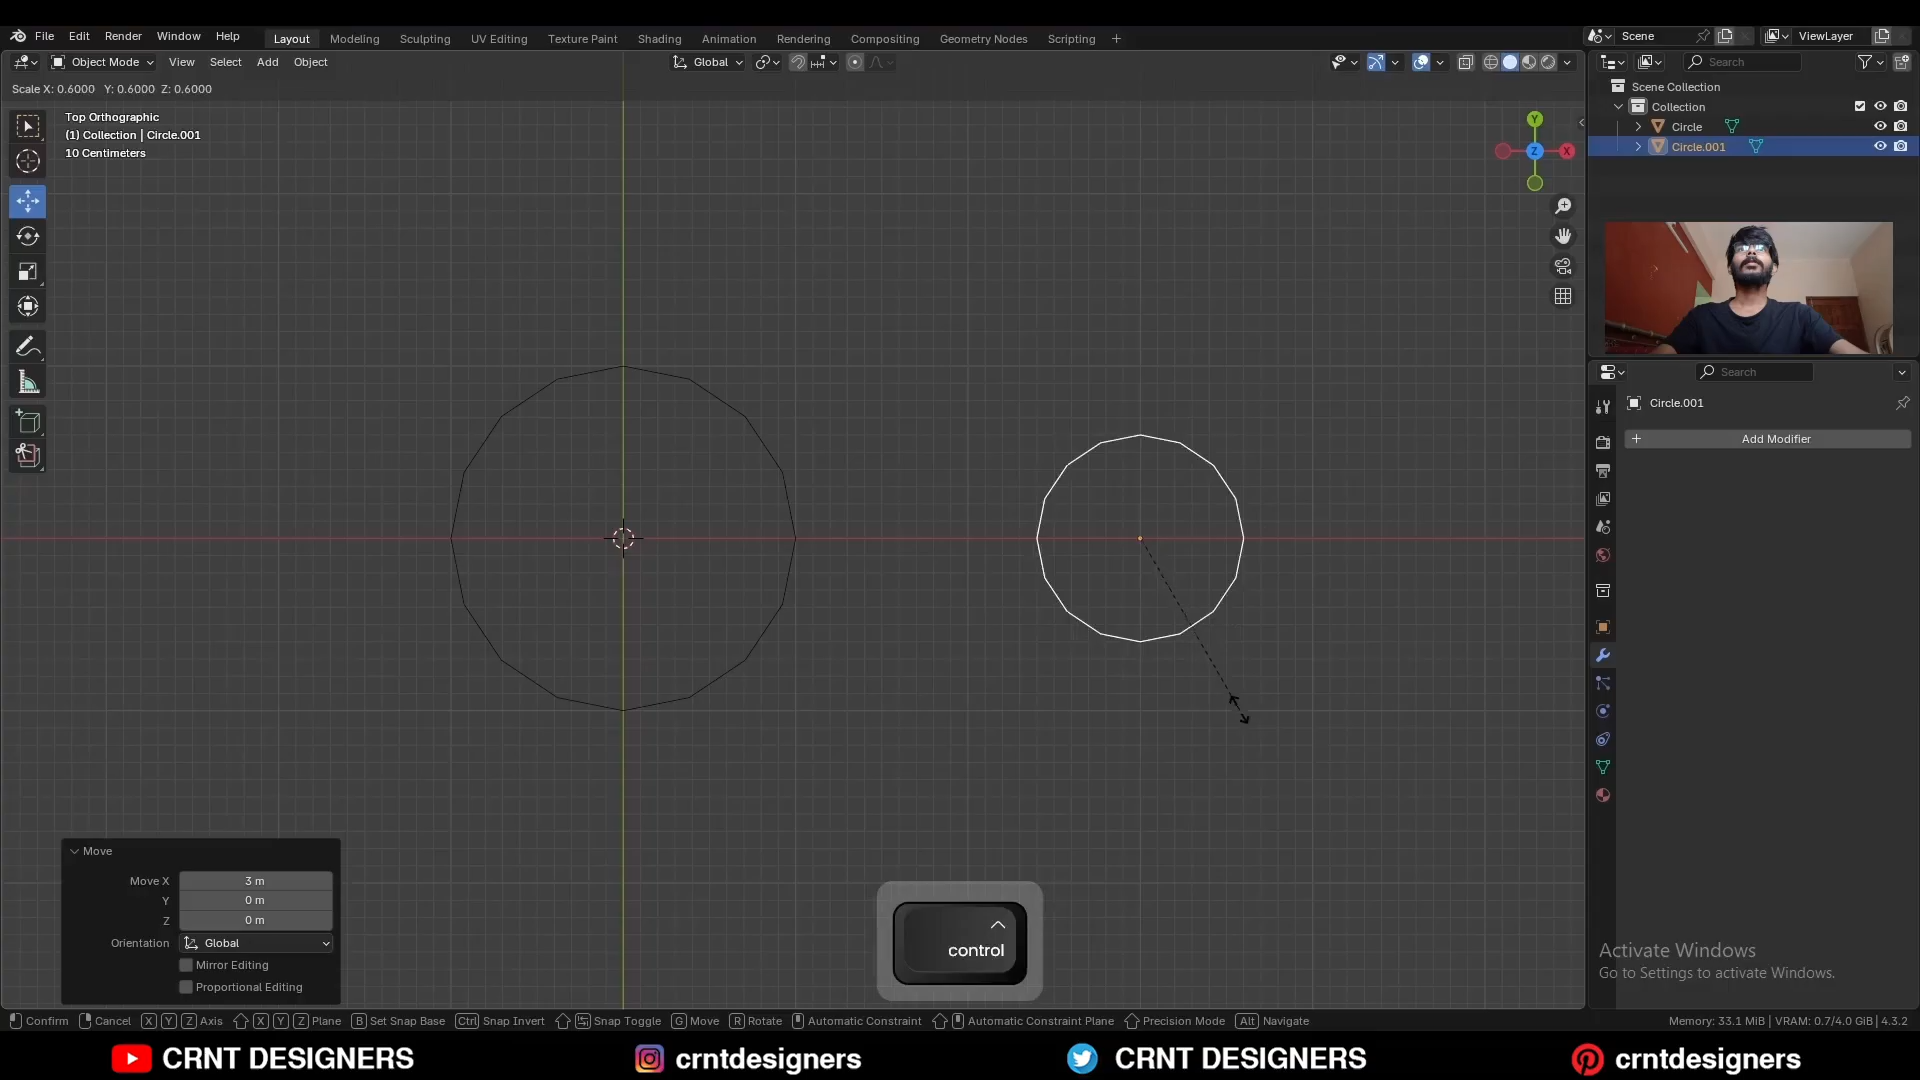 File Edit Render Window Help Layout Modeling Sculpting UV Editing Texture Paint Shading Animation Rendering Compositing Geometry Nodes Scripting + Scene ViewLayer
Object Mode View Select Add Object Global Search
Scale X: 0.6000 Y: 0.6000 Z: 0.6000
Top Orthographic
(1) Collection | Circle.001
10 Centimeters
Y
Z
X
Scene Collection
Collection
Circle
Circle.001
Search
Circle.001
+ Add Modifier
Move
Move X 3 m
Y 0 m
Z 0 m
Orientation Global
Mirror Editing
Proportional Editing
control
Activate Windows
Go to Settings to activate Windows.
Confirm Cancel X Y Z Axis X Y Z Plane B Set Snap Base Ctrl Snap Invert Snap Toggle G Move R Rotate Automatic Constraint Automatic Constraint Plane Precision Mode Alt Navigate Memory: 33.1 MiB | VRAM: 0.7/4.0 GiB | 4.3.2
CRNT DESIGNERS crntdesigners CRNT DESIGNERS crntdesigners